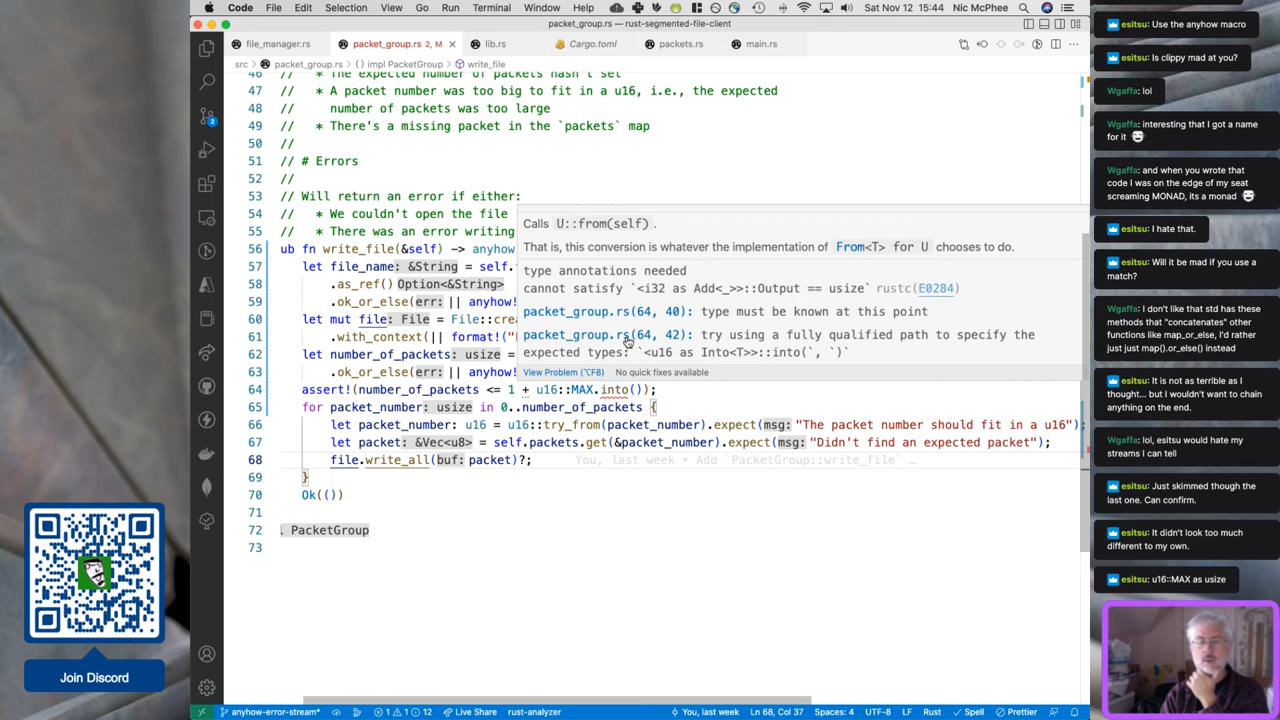 Code File Edit Selection View Go Run Terminal Window Help Sat Nov 12 15:44 Nic McPhee
packet_group.rs — rust-segmented-file-client
file_manager.rs packet_group.rs 2, M lib.rs Cargo.toml packets.rs main.rs
src > packet_group.rs > {} impl PacketGroup > write_file
46 // * The expected number of packets hasn't set
47 // * A packet number was too big to fit in a u16, i.e., the expected
48 // number of packets was too large
49 // * There's a missing packet in the `packets` map
50 //
51 // # Errors
52 //
53 // Will return an error if either:
54 // * We couldn't open the file
55 // * There was an error writing
56 ub fn write_file(&self) -> anyhow
57 let file_name: &String = self.
58 .as_ref() Option<&String>
59 .ok_or_else(err: || anyhow!
60 let mut file: File = File::crea
61 .with_context(|| format!("
62 let number_of_packets: usize =
63 .ok_or_else(err: || anyhow!
64 assert!(number_of_packets <= 1 + u16::MAX.into());
65 for packet_number: usize in 0..number_of_packets {
66 let packet_number: u16 = u16::try_from(packet_number).expect(msg: "The packet number should fit in a u16");
67 let packet: &Vec<u8> = self.packets.get(&packet_number).expect(msg: "Didn't find an expected packet");
68 file.write_all(buf: packet)?; You, last week • Add `PacketGroup::write_file` …
69 }
70 Ok(())
71
72 PacketGroup
73
Calls U::from(self) .
That is, this conversion is whatever the implementation of From<T> for U chooses to do.
type annotations needed
cannot satisfy `<i32 as Add<_>>::Output == usize` rustc(E0284)
packet_group.rs(64, 40): type must be known at this point
packet_group.rs(64, 42): try using a fully qualified path to specify the
expected types: `<u16 as Into<T>>::into(`, `)`
View Problem (⌥F8) No quick fixes available
2
anyhow-error-stream* 1 1 12 Live Share rust-analyzer You, last week Ln 68, Col 37 Spaces: 4 UTF-8 LF Rust Spell Prettier
Join Discord
esitsu: Use the anyhow macro
esitsu: Is clippy mad at you?
Wgaffa: lol
Wgaffa: interesting that I got a name
for it
Wgaffa: and when you wrote that
code I was on the edge of my seat
screaming MONAD, its a monad
esitsu: I hate that.
esitsu: Will it be mad if you use a
match?
Wgaffa: I don't like that std has these
methods that "concatenates" other
functions like map_or_else, I'd rather
just just map().or_else() instead
esitsu: It is not as terrible as I
thought... but I wouldn't want to chain
anything on the end.
Wgaffa: lol, esitsu would hate my
streams I can tell
esitsu: Just skimmed though the
last one. Can confirm.
esitsu: It didn't look too much
different to my own.
esitsu: u16::MAX as usize